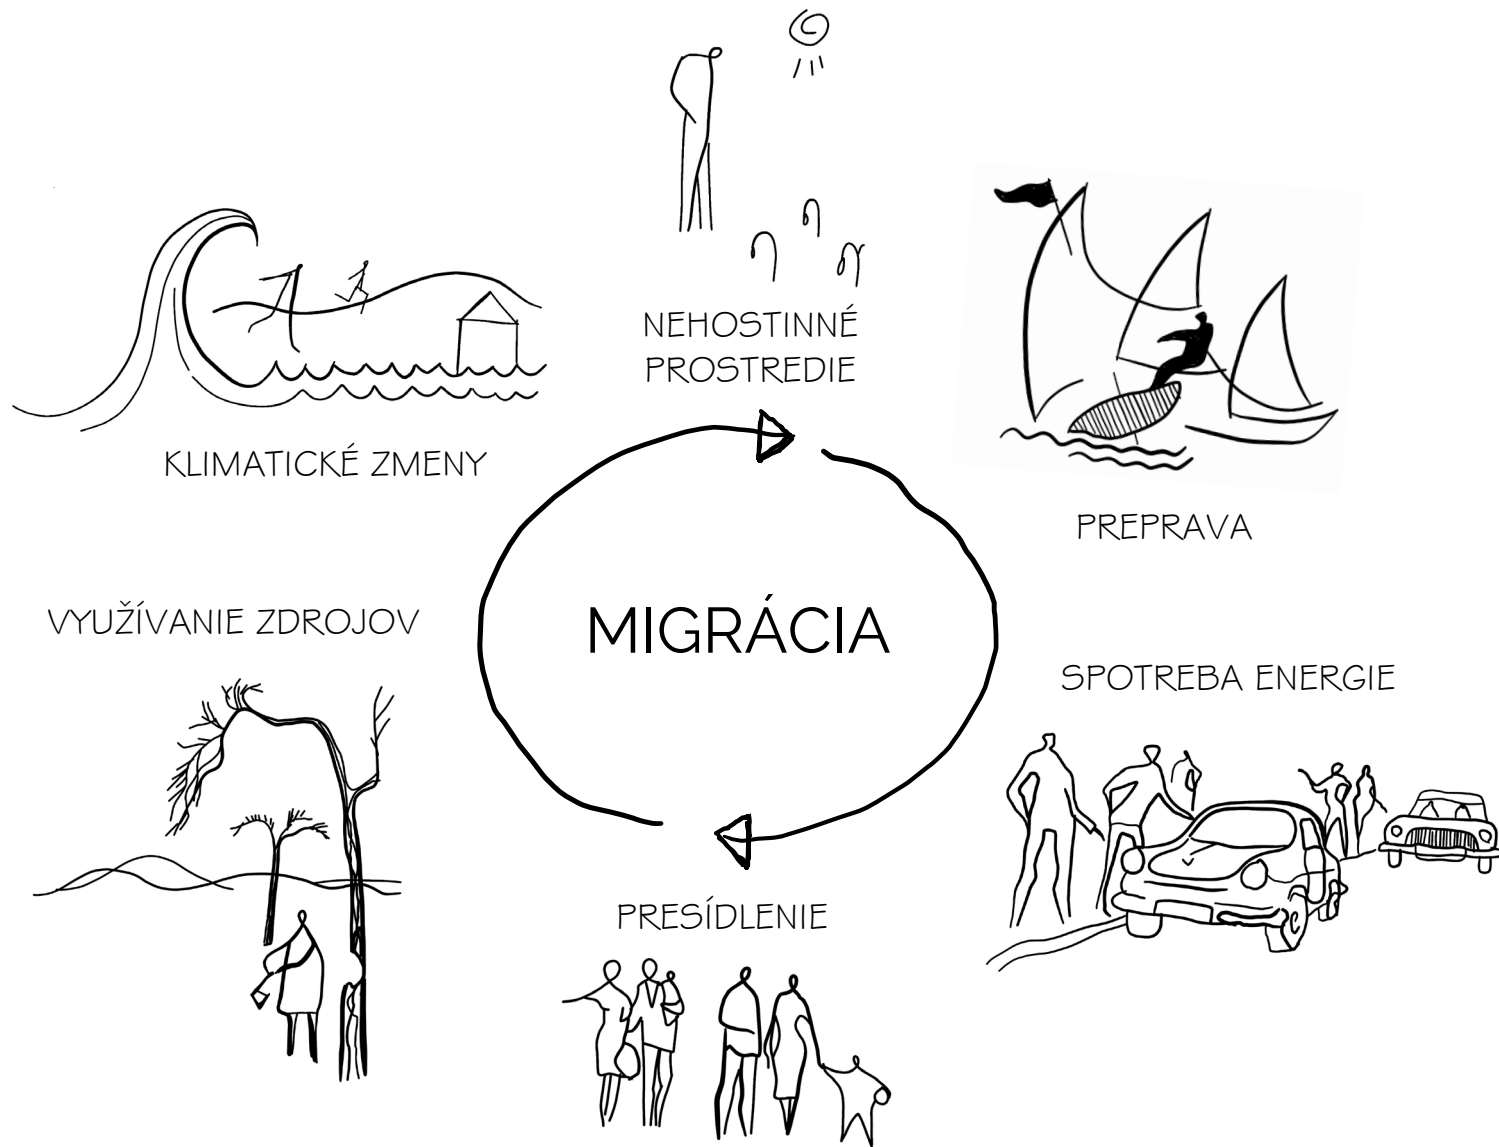 NEHOSTINNÉ
PROSTREDIE
KLIMATICKÉ ZMENY
PREPRAVA
VYUŽÍVANIE ZDROJOV
MIGRÁCIA
SPOTREBA ENERGIE
PRESÍDLENIE